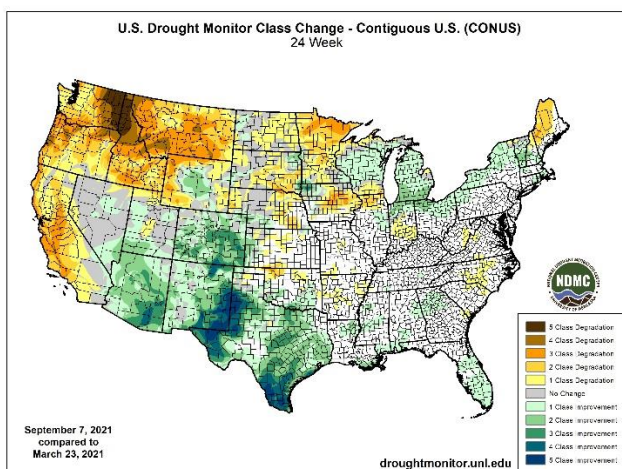 U.S. Drought Monitor Class Change - Contiguous U.S. (CONUS)
24 Week
NDMC
5 Class Degradation
4 Class Degradation
3 Class Degradation
2 Class Degradation
1 Class Degradation
No Change
1 Class Improvement
2 Class Improvement
3 Class Improvement
4 Class Improvement
5 Class Improvement
September 7, 2021
compared to
March 23, 2021
droughtmonitor.unl.edu